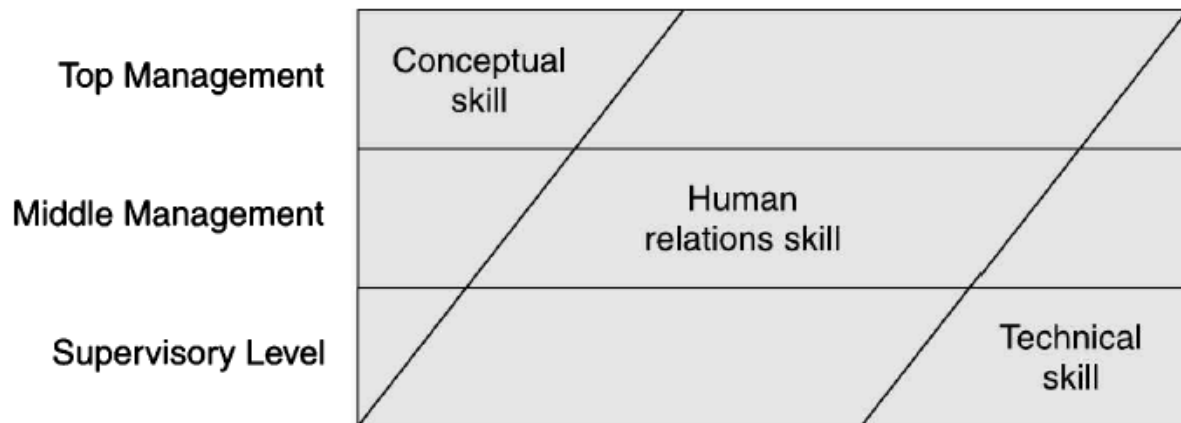 Top Management
Conceptual
skill
Middle Management
Human
relations skill
Supervisory Level
Technical
skill